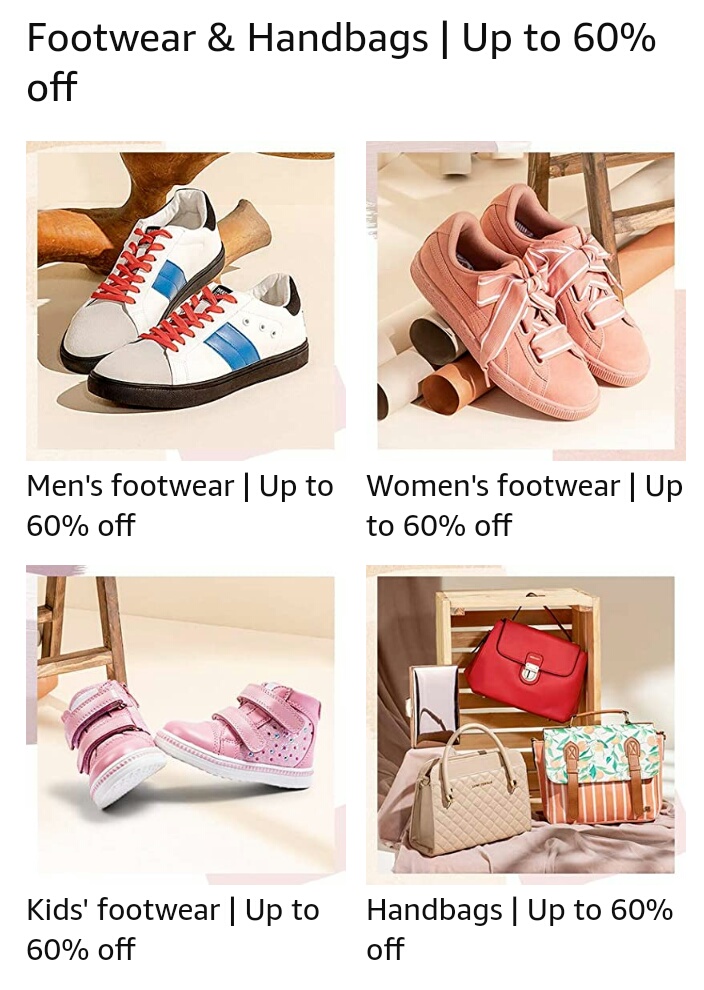 Footwear & Handbags | Up to 60%
off
Men's footwear | Up to
60% off
Women's footwear | Up
to 60% off
Kids' footwear | Up to
60% off
Handbags | Up to 60%
off